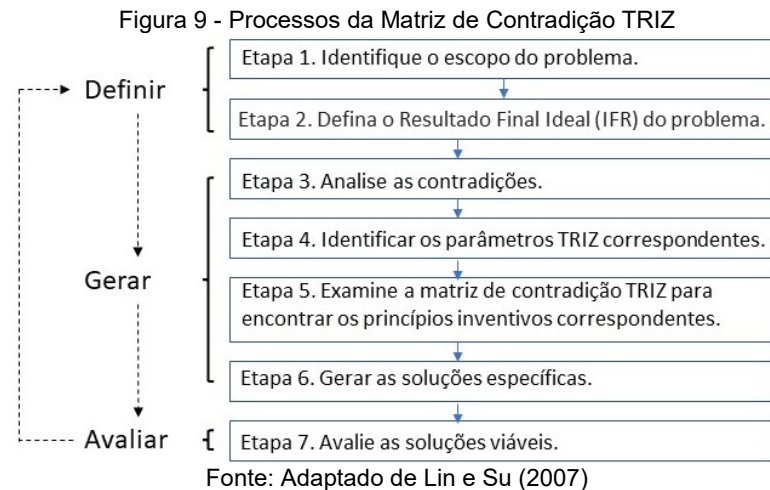 Figura 9 - Processos da Matriz de Contradição TRIZ
Definir
Etapa 1. Identifique o escopo do problema.
Etapa 2. Defina o Resultado Final Ideal (IFR) do problema.
Gerar
Etapa 3. Analise as contradições.
Etapa 4. Identificar os parâmetros TRIZ correspondentes.
Etapa 5. Examine a matriz de contradição TRIZ para
encontrar os princípios inventivos correspondentes.
Etapa 6. Gerar as soluções específicas.
Avaliar
Etapa 7. Avalie as soluções viáveis.
Fonte: Adaptado de Lin e Su (2007)